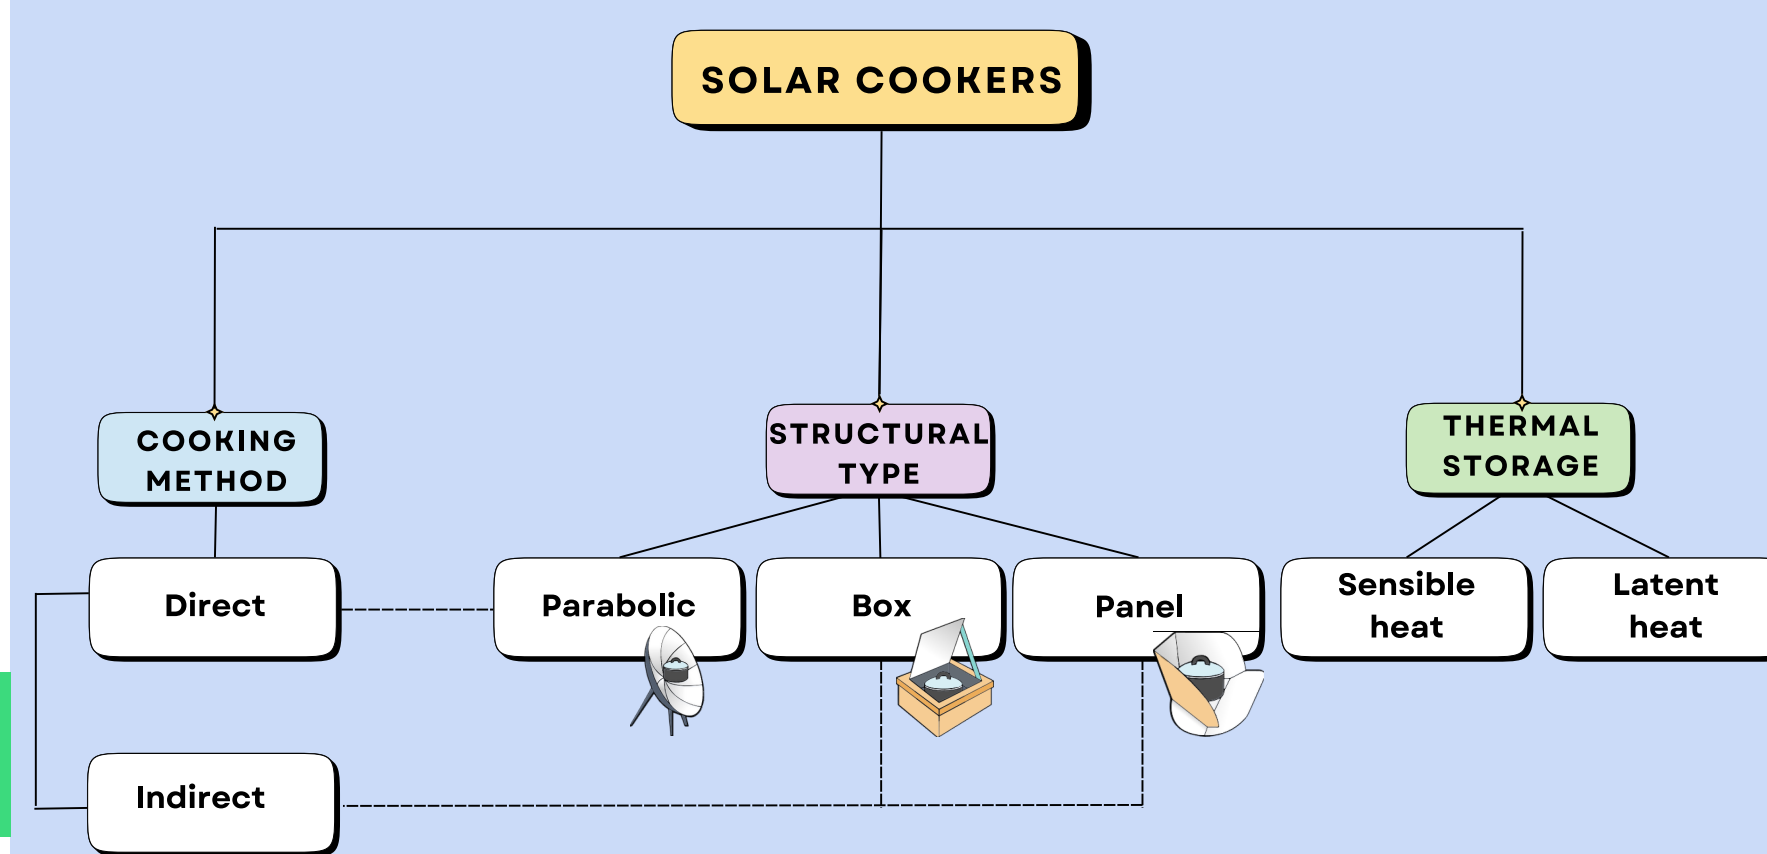 SOLAR COOKERS
COOKING
METHOD
STRUCTURAL
TYPE
THERMAL
STORAGE
Direct
Parabolic
Box
Panel
Sensible
heat
Latent
heat
Indirect